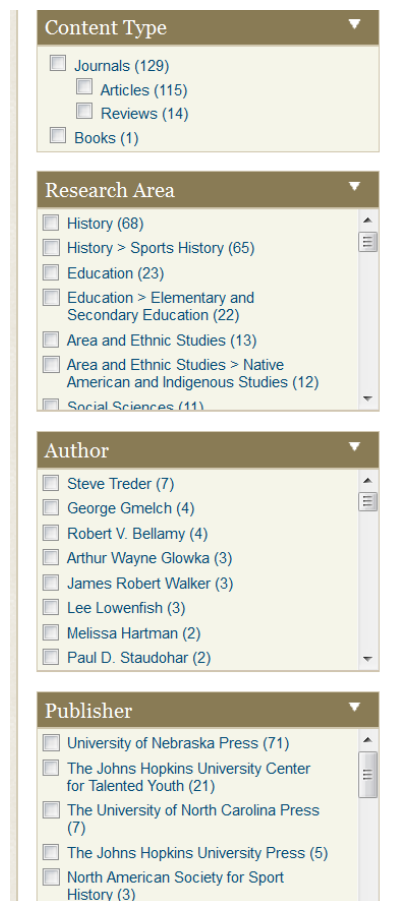 Content Type
Journals (129)
Articles (115)
Reviews (14)
Books (1)
Research Area
History (68)
History > Sports History (65)
Education (23)
Education > Elementary and
Secondary Education (22)
Area and Ethnic Studies (13)
Area and Ethnic Studies > Native
American and Indigenous Studies (12)
Social Sciences (11)
Author
Steve Treder (7)
George Gmelch (4)
Robert V. Bellamy (4)
Arthur Wayne Glowka (3)
James Robert Walker (3)
Lee Lowenfish (3)
Melissa Hartman (2)
Paul D. Staudohar (2)
Publisher
University of Nebraska Press (71)
The Johns Hopkins University Center
for Talented Youth (21)
The University of North Carolina Press
(7)
The Johns Hopkins University Press (5)
North American Society for Sport
History (3)